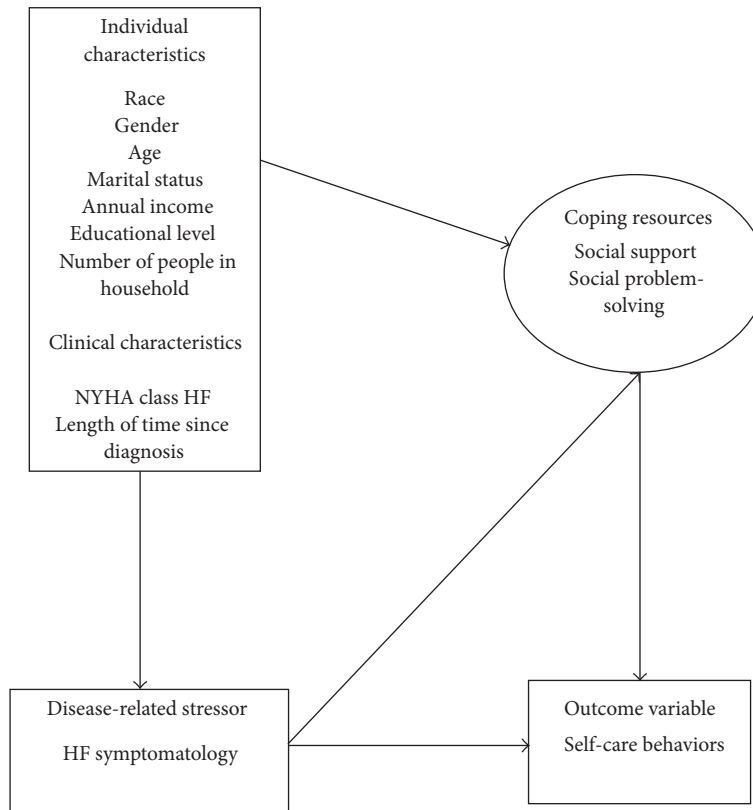 Individual
characteristics
Race
Gender
Age
Marital status
Annual income
Educational level
Number of people in
household
Clinical characteristics
NYHA class HF
Length of time since
diagnosis
Coping resources
Social support
Social problem-
solving
Disease-related stressor
HF symptomatology
Outcome variable
Self-care behaviors